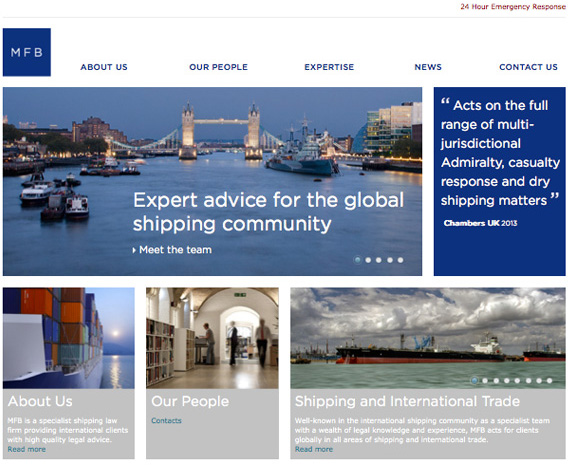 24 Hour Emergency Response
MFB
ABOUT US
OUR PEOPLE
EXPERTISE
NEWS
CONTACT US
Expert advice for the global
shipping community
Meet the team
“ Acts on the full
range of multi-
jurisdictional
Admiralty, casualty
response and dry
shipping matters ”
Chambers UK 2013
About Us
MFB is a specialist shipping law
firm providing international clients
with high quality legal advice.
Read more
Our People
Contacts
Shipping and International Trade
Well-known in the international shipping community as a specialist team
with a wealth of legal knowledge and experience, MFB acts for clients
globally in all areas of shipping and international trade.
Read more